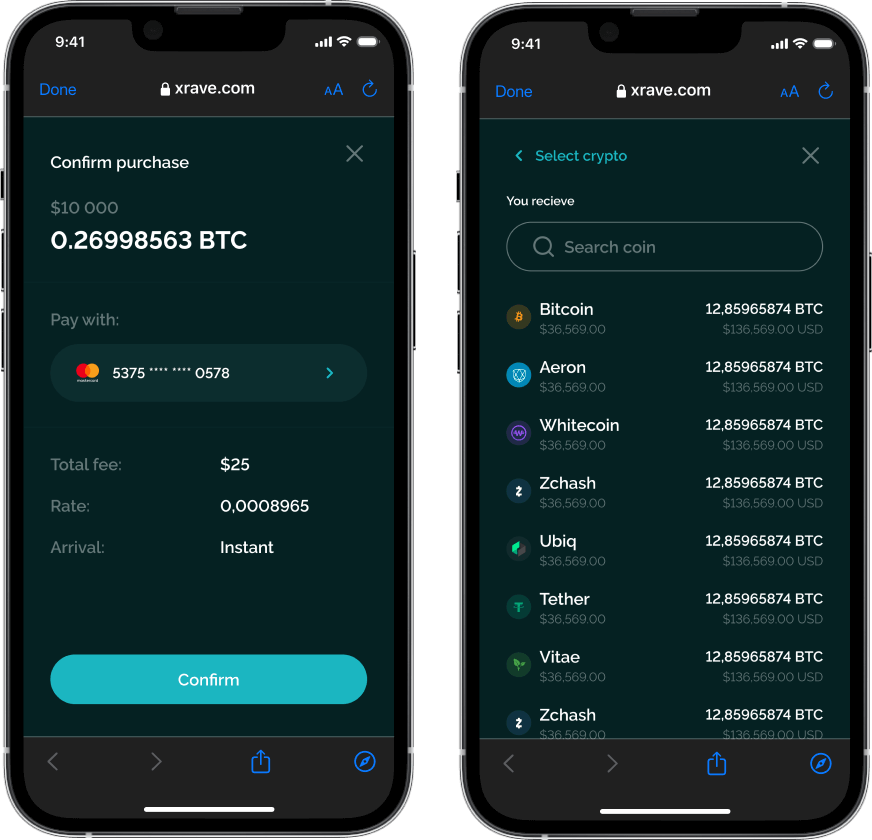 9:41
Done
xrave.com
AA
Confirm purchase
$10 000
0.26998563 BTC
Pay with:
mastercard
5375 **** **** 0578
Total fee:
$25
Rate:
0,0008965
Arrival:
Instant
Confirm
9:41
Done
xrave.com
AA
Select crypto
You recieve
Search coin
Bitcoin
12,85965874 BTC
$36,569.00
$136,569.00 USD
Aeron
12,85965874 BTC
$36,569.00
$136,569.00 USD
Whitecoin
12,85965874 BTC
$36,569.00
$136,569.00 USD
Zchash
12,85965874 BTC
$36,569.00
$136,569.00 USD
Ubiq
12,85965874 BTC
$36,569.00
$136,569.00 USD
Tether
12,85965874 BTC
$36,569.00
$136,569.00 USD
Vitae
12,85965874 BTC
$36,569.00
$136,569.00 USD
Zchash
12,85965874 BTC
$36,569.00
$136,569.00 USD